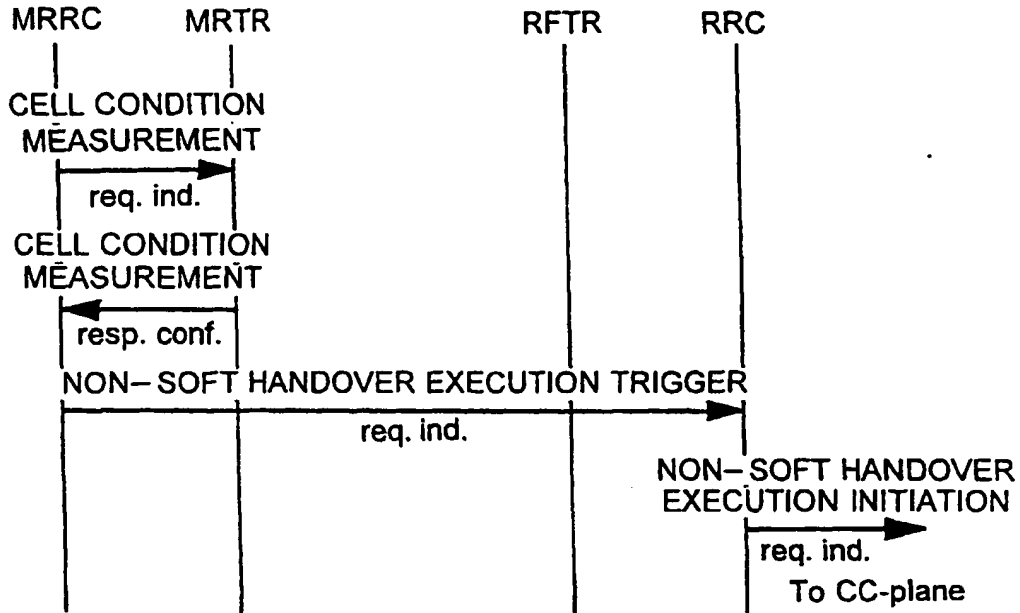 MRRC MRTR RFTR RRC
CELL CONDITION
MEASUREMENT
req. ind.
CELL CONDITION
MEASUREMENT
resp. conf.
NON–SOFT HANDOVER EXECUTION TRIGGER
req. ind.
NON–SOFT HANDOVER
EXECUTION INITIATION
req. ind.
To CC-plane